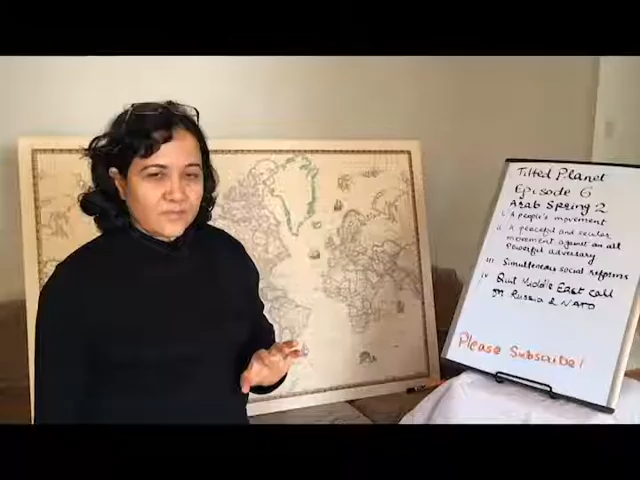 Tilted Planet
Episode 6
Arab Spring 2
i. A people's movement
ii. A peaceful and secular
movement against an all
powerful adversary
iii Simultaneous social reforms
iv Quit Middle East call
on Russia & NATO
Please Subscribe!